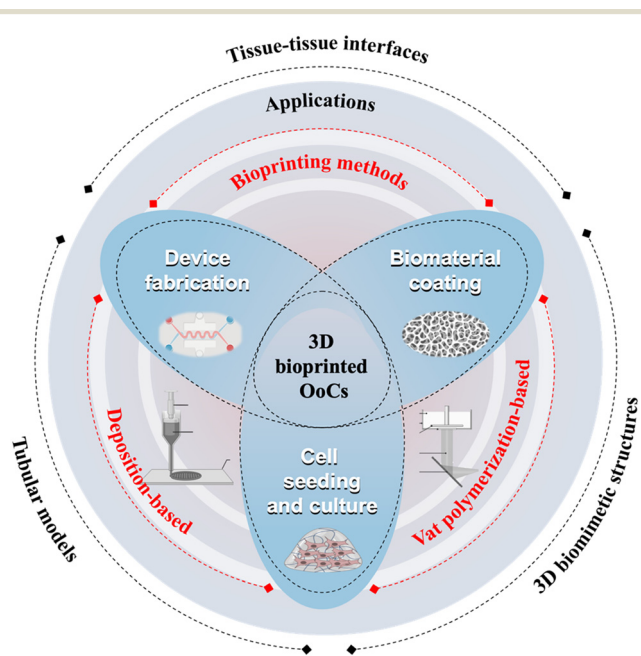 Tissue-tissue interfaces
Applications
Bioprinting methods
Device
fabrication
Biomaterial
coating
3D
bioprinted
OoCs
Deposition-based
Vat polymerization-based
Cell
seeding
and culture
Tubular models
3D biomimetic structures